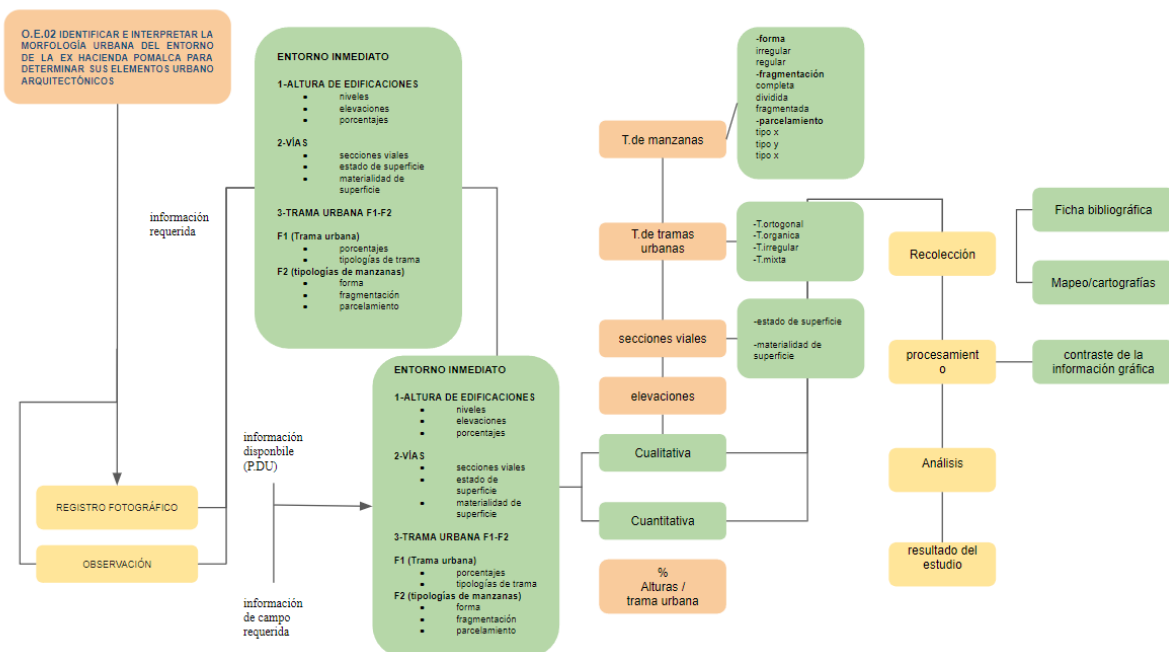 O.E.02 IDENTIFICAR E INTERPRETAR LA
MORFOLOGÍA URBANA DEL ENTORNO
DE LA EX HACIENDA POMALCA PARA
DETERMINAR SUS ELEMENTOS URBANO
ARQUITECTÓNICOS
información
requerida
REGISTRO FOTOGRÁFICO
OBSERVACIÓN
ENTORNO INMEDIATO
1-ALTURA DE EDIFICACIONES
• niveles
• elevaciones
• porcentajes
2-VÍAS
• secciones viales
• estado de superficie
• materialidad de
superficie
3-TRAMA URBANA F1-F2
F1 (Trama urbana)
• porcentajes
• tipologías de trama
F2 (tipologías de manzanas)
• forma
• fragmentación
• parcelamiento
información
disponbile
(P.DU)
información
de campo
requerida
ENTORNO INMEDIATO
1-ALTURA DE EDIFICACIONES
• niveles
• elevaciones
• porcentajes
2-VÍAS
• secciones viales
• estado de
superficie
• materialidad de
superficie
3-TRAMA URBANA F1-F2
F1 (Trama urbana)
• porcentajes
• tipologías de trama
F2 (tipologías de manzanas)
• forma
• fragmentación
• parcelamiento
T.de manzanas
-forma
irregular
regular
-fragmentación
completa
dividida
fragmentada
-parcelamiento
tipo x
tipo y
tipo x
T.de tramas
urbanas
-T.ortogonal
-T.organica
-T.irregular
-T.mixta
secciones viales
-estado de superficie
-materialidad de
superficie
elevaciones
Cualitativa
Cuantitativa
%
Alturas /
trama urbana
Recolección
Ficha bibliográfica
Mapeo/cartografías
procesamient
o
contraste de la
información gráfica
Análisis
resultado del
estudio